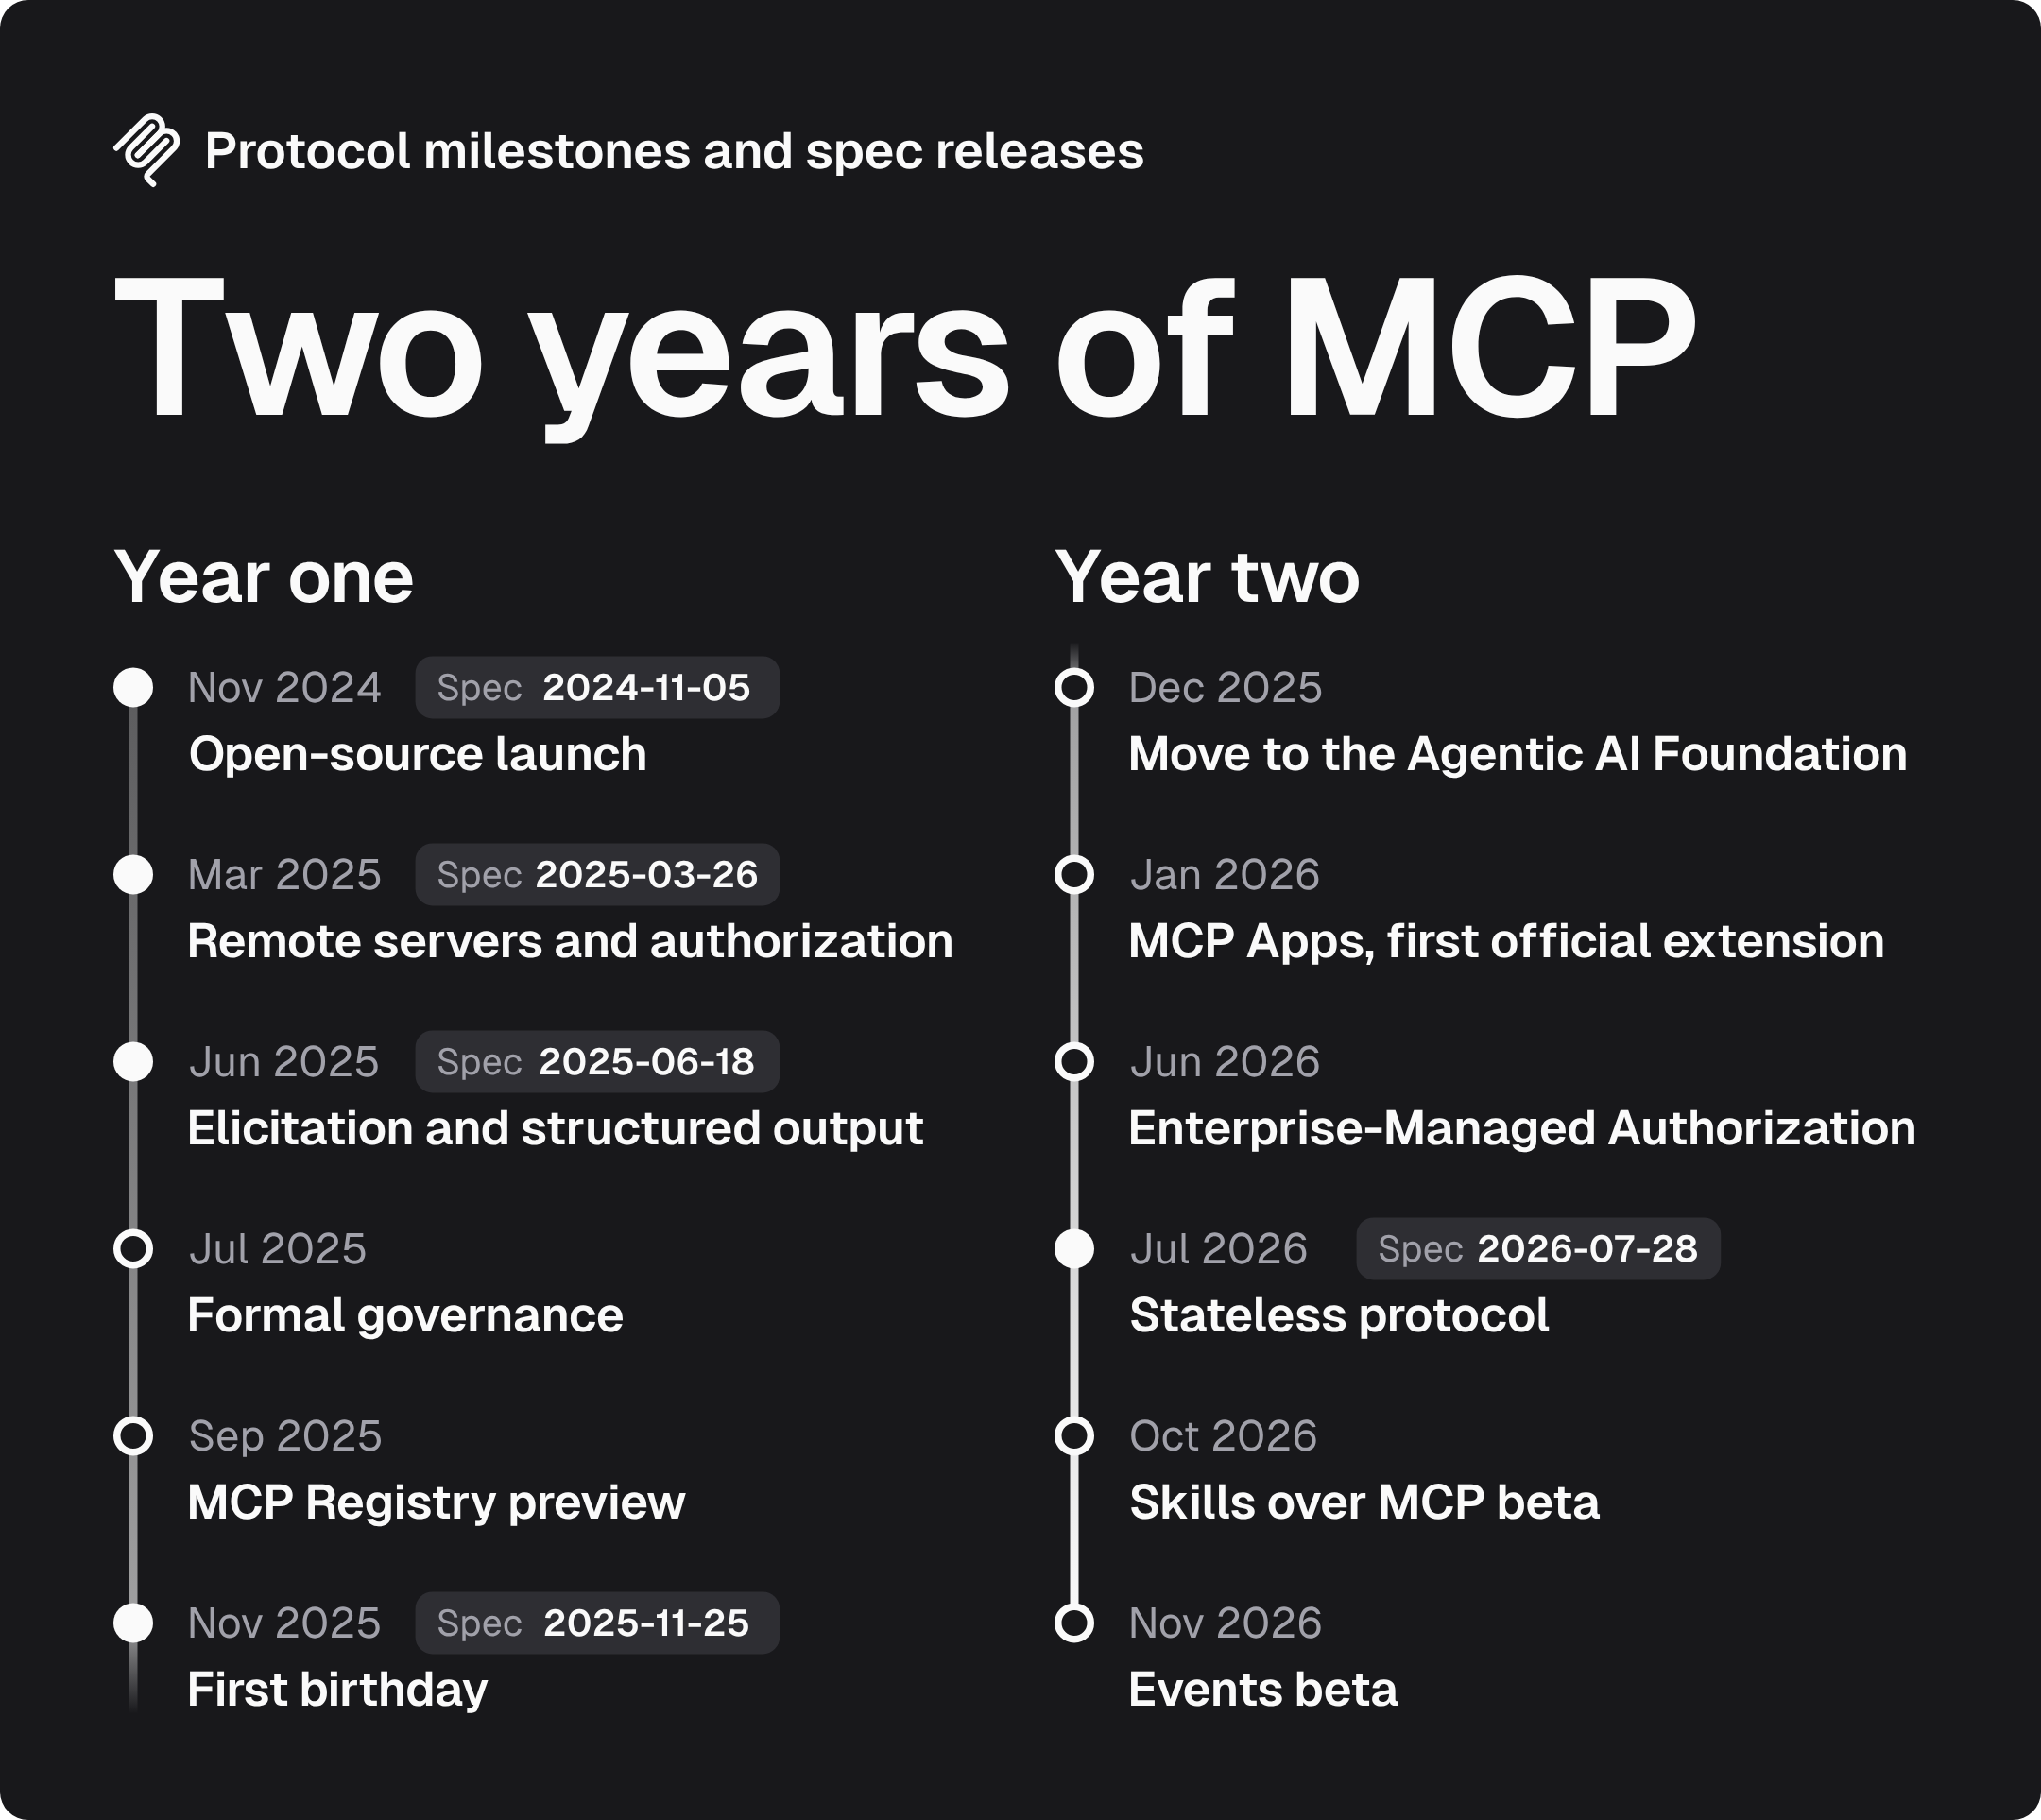 Protocol milestones and spec releases
Two years of MCP
Year one
Nov 2024 Spec 2024-11-05
Open-source launch
Mar 2025 Spec 2025-03-26
Remote servers and authorization
Jun 2025 Spec 2025-06-18
Elicitation and structured output
Jul 2025
Formal governance
Sep 2025
MCP Registry preview
Nov 2025 Spec 2025-11-25
First birthday
Year two
Dec 2025
Move to the Agentic AI Foundation
Jan 2026
MCP Apps, first official extension
Jun 2026
Enterprise-Managed Authorization
Jul 2026 Spec 2026-07-28
Stateless protocol
Oct 2026
Skills over MCP beta
Nov 2026
Events beta